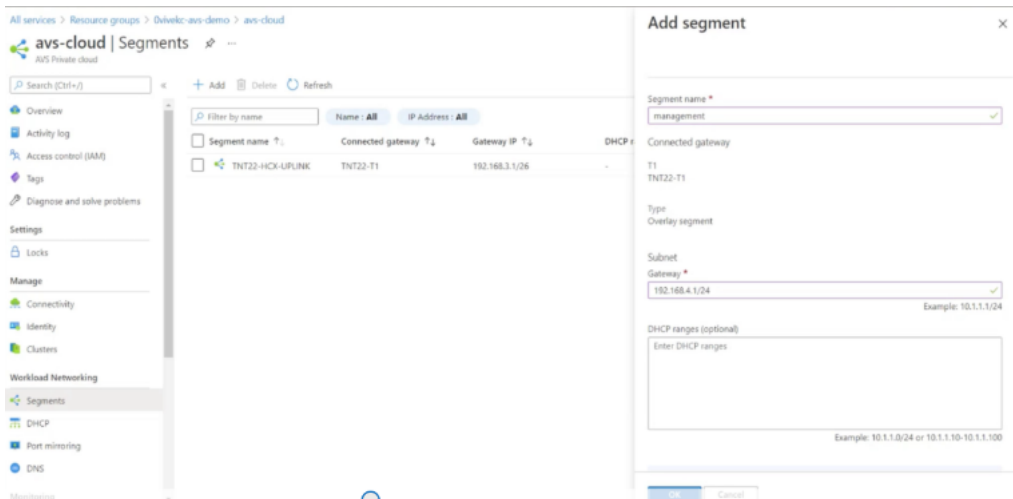 All services > Resource groups > 0vivekc-avs-demo > avs-cloud
avs-cloud | Segments
AVS Private cloud
Search (Ctrl+/)
Overview
Activity log
Access control (IAM)
Tags
Diagnose and solve problems
Settings
Locks
Manage
Connectivity
Identity
Clusters
Workload Networking
Segments
DHCP
Port mirroring
DNS
Monitoring
Add Delete Refresh
Filter by name Name : All IP Address : All
Segment name Connected gateway Gateway IP DHCP r
TNT22-HCX-UPLINK TNT22-T1 192.168.3.1/26 -
Add segment
Segment name *
management
Connected gateway
T1
TNT22-T1
Type
Overlay segment
Subnet
Gateway *
192.168.4.1/24
Example: 10.1.1.1/24
DHCP ranges (optional)
Enter DHCP ranges
Example: 10.1.1.0/24 or 10.1.1.10-10.1.1.100
OK Cancel